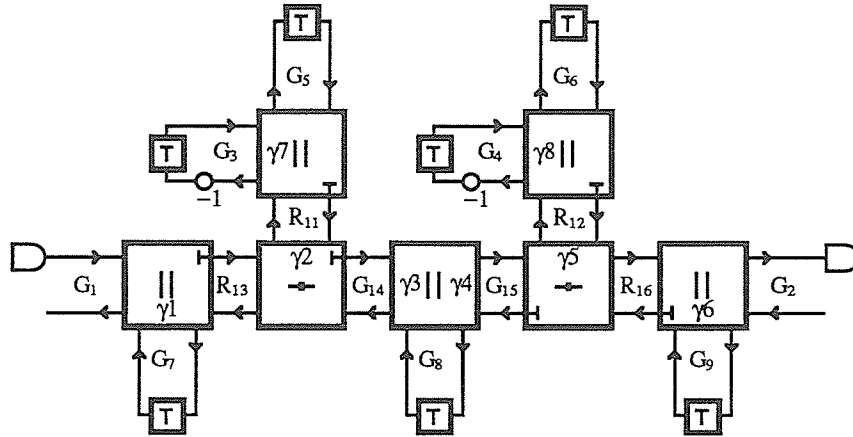 T T
G₅ G₆
T G₃ γ7 || T G₄ γ8 ||
−1 −1
R₁₁ R₁₂
γ2 γ5
G₁ || R₁₃ G₁₄ γ3 || γ4 G₁₅ R₁₆ || G₂
γ1 γ6
G₇ G₈ G₉
T T T